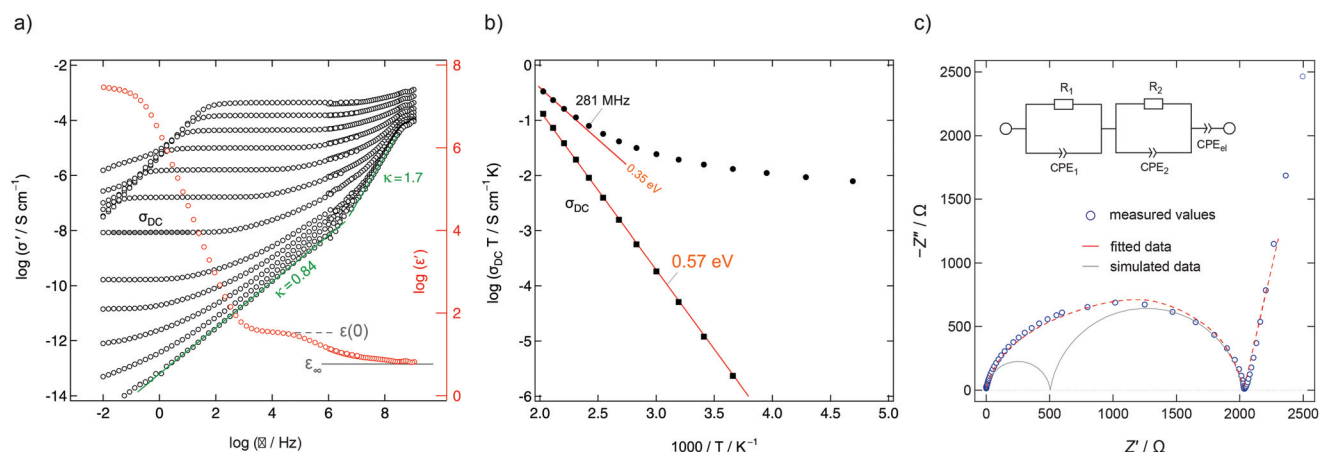 a)
log (σ′ / S cm⁻¹)
-2
-4
-6
-8
-10
-12
-14
-2
0
2
4
6
8
log (☒ / Hz)
8
6
4
2
0
log (ε′)
σDC
κ=1.7
κ=0.84
ε(0)
ε∞
b)
log (σDC T / S cm⁻¹ K)
0
-1
-2
-3
-4
-5
-6
2.0
2.5
3.0
3.5
4.0
4.5
1000 / T / K⁻¹
281 MHz
0.35 eV
σDC
0.57 eV
c)
-Z″ / Ω
2500
2000
1500
1000
500
0
0
500
1000
1500
2000
2500
Z′ / Ω
R₁
R₂
CPE₁
CPE₂
CPEel
measured values
fitted data
simulated data